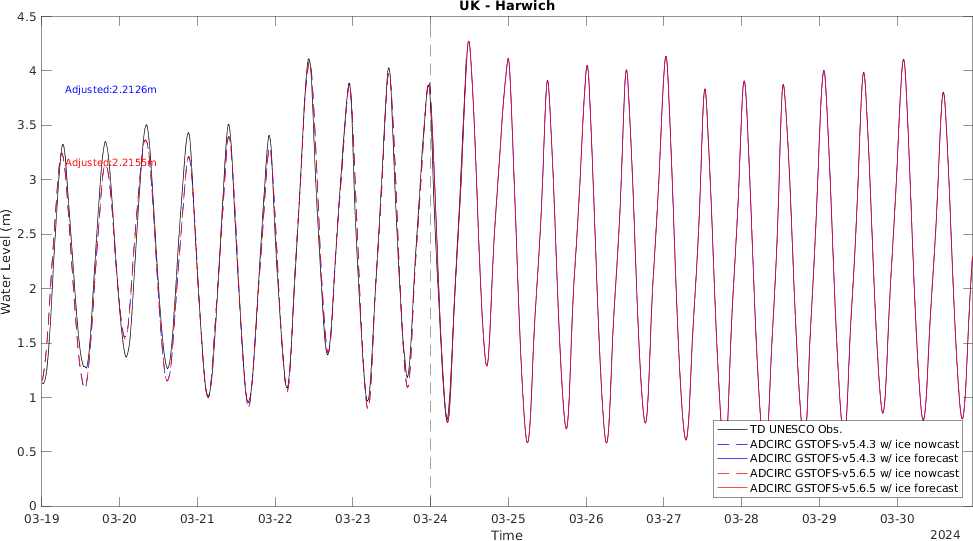 UK - Harwich
4.5
4
3.5
3
2.5
2
1.5
1
0.5
0
Water Level (m)
Adjusted:2.2126m
Adjusted:2.2155m
TD UNESCO Obs.
ADCIRC GSTOFS-v5.4.3 w/ ice nowcast
ADCIRC GSTOFS-v5.4.3 w/ ice forecast
ADCIRC GSTOFS-v5.6.5 w/ ice nowcast
ADCIRC GSTOFS-v5.6.5 w/ ice forecast
03-19 03-20 03-21 03-22 03-23 03-24 03-25 03-26 03-27 03-28 03-29 03-30
Time
2024